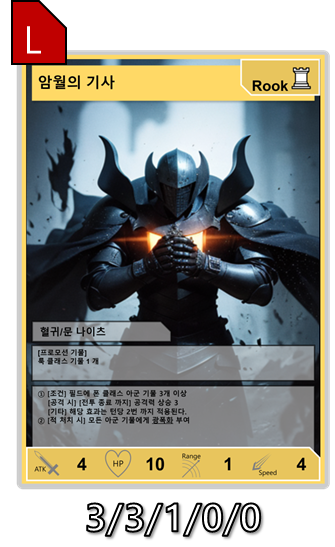 L
암월의 기사
Rook
혈귀/문 나이츠
[프로모션 기물]
룩 클래스 기물 1 개
① [조건] 필드에 폰 클래스 아군 기물 3개 이상
[공격 시] [전투 종료 까지] 공격력 상승 3
[기타] 해당 효과는 턴당 2번 까지 적용된다.
② [적 처치 시] 모든 아군 기물에게 광폭화 부여
ATK 4 HP 10 Range 1 Speed 4
3/3/1/0/0